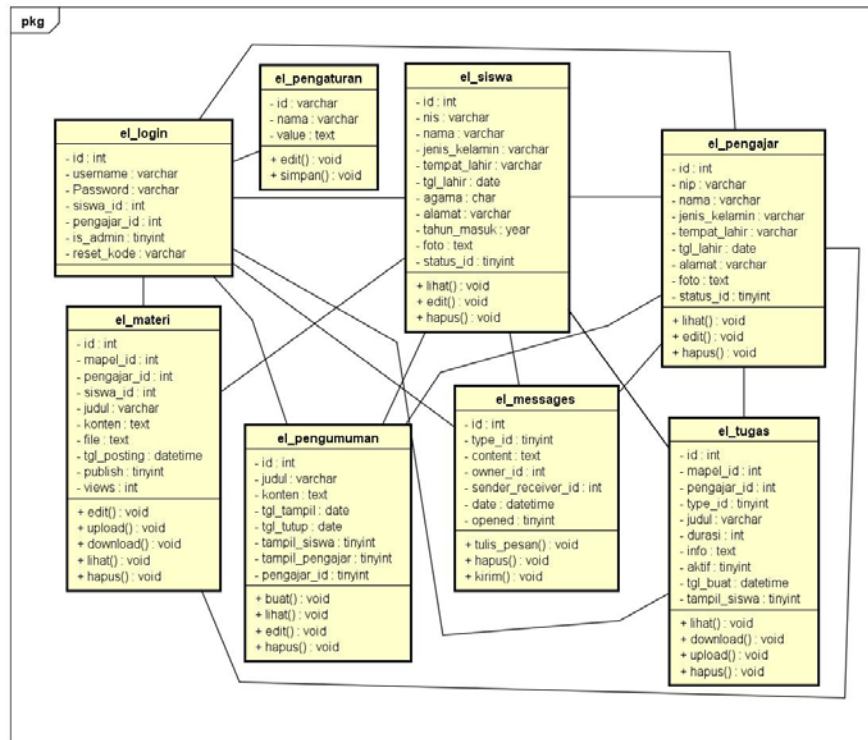 pkg
el_pengaturan
- id : varchar
- nama : varchar
- value : text
+ edit() : void
+ simpan() : void
el_siswa
- id : int
- nis : varchar
- nama : varchar
- jenis_kelamin : varchar
- tempat_lahir : varchar
- tgl_lahir : date
- agama : char
- alamat : varchar
- tahun_masuk : year
- foto : text
- status_id : tinyint
+ lihat() : void
+ edit() : void
+ hapus() : void
el_login
- id : int
- username : varchar
- Password : varchar
- siswa_id : int
- pengajar_id : int
- is_admin : tinyint
- reset_kode : varchar
el_pengajar
- id : int
- nip : varchar
- nama : varchar
- jenis_kelamin : varchar
- tempat_lahir : varchar
- tgl_lahir : date
- alamat : varchar
- foto : text
- status_id : tinyint
+ lihat() : void
+ edit() : void
+ hapus() : void
el_materi
- id : int
- mapel_id : int
- pengajar_id : int
- siswa_id : int
- judul : varchar
- konten : text
- file : text
- tgl_posting : datetime
- publish : tinyint
- views : int
+ edit() : void
+ upload() : void
+ download() : void
+ lihat() : void
+ hapus() : void
el_pengumuman
- id : int
- judul : varchar
- konten : text
- tgl_tampil : date
- tgl_tutup : date
- tampil_siswa : tinyint
- tampil_pengajar : tinyint
- pengajar_id : tinyint
+ buat() : void
+ lihat() : void
+ edit() : void
+ hapus() : void
el_messages
- id : int
- type_id : tinyint
- content : text
- owner_id : int
- sender_receiver_id : int
- date : datetime
- opened : tinyint
+ tulis_pesan() : void
+ hapus() : void
+ kirim() : void
el_tugas
- id : int
- mapel_id : int
- pengajar_id : int
- type_id : tinyint
- judul : varchar
- durasi : int
- info : text
- aktif : tinyint
- tgl_buat : datetime
- tampil_siswa : tinyint
+ lihat() : void
+ download() : void
+ upload() : void
+ hapus() : void